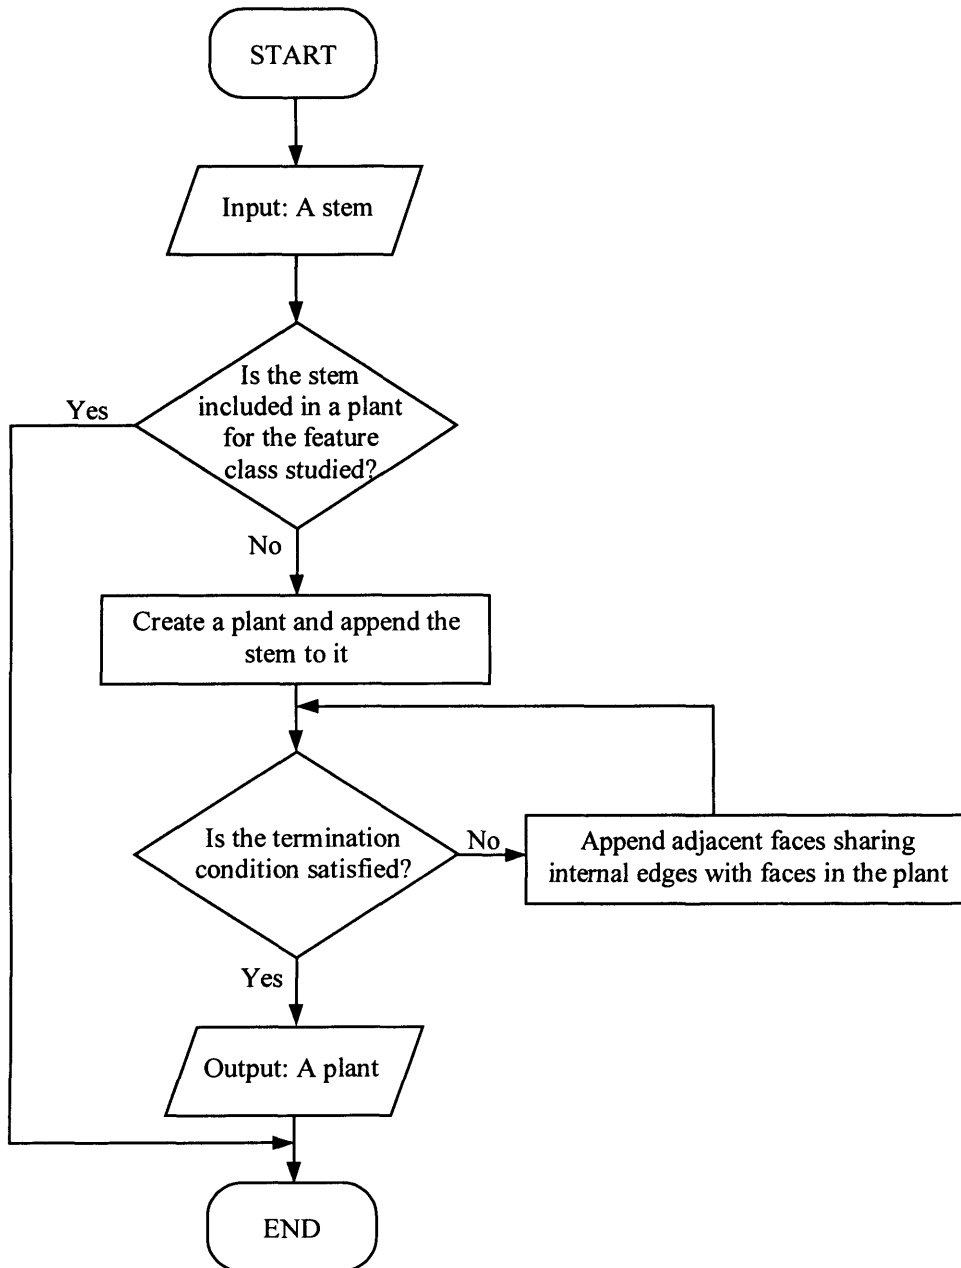 START
Input: A stem
Is the stem
included in a plant
for the feature
class studied?
Yes
No
Create a plant and append the
stem to it
Is the termination
condition satisfied?
No
Append adjacent faces sharing
internal edges with faces in the plant
Yes
Output: A plant
END